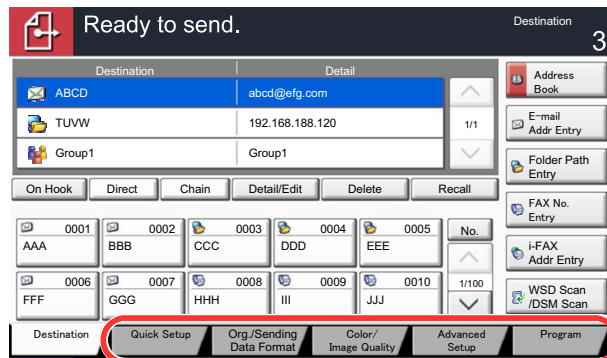 Ready to send.
Destination
3
Destination Detail
ABCD abcd@efg.com
TUVW 192.168.188.120
1/1
Group1 Group1
Address
Book
E-mail
Addr Entry
Folder Path
Entry
FAX No.
Entry
i-FAX
Addr Entry
WSD Scan
/DSM Scan
On Hook Direct Chain Detail/Edit Delete Recall
0001 0002 0003 0004 0005 No.
AAA BBB CCC DDD EEE
0006 0007 0008 0009 0010 1/100
FFF GGG HHH III JJJ
Destination
Quick Setup
Org./Sending
Data Format
Color/
Image Quality
Advanced
Setup
Program